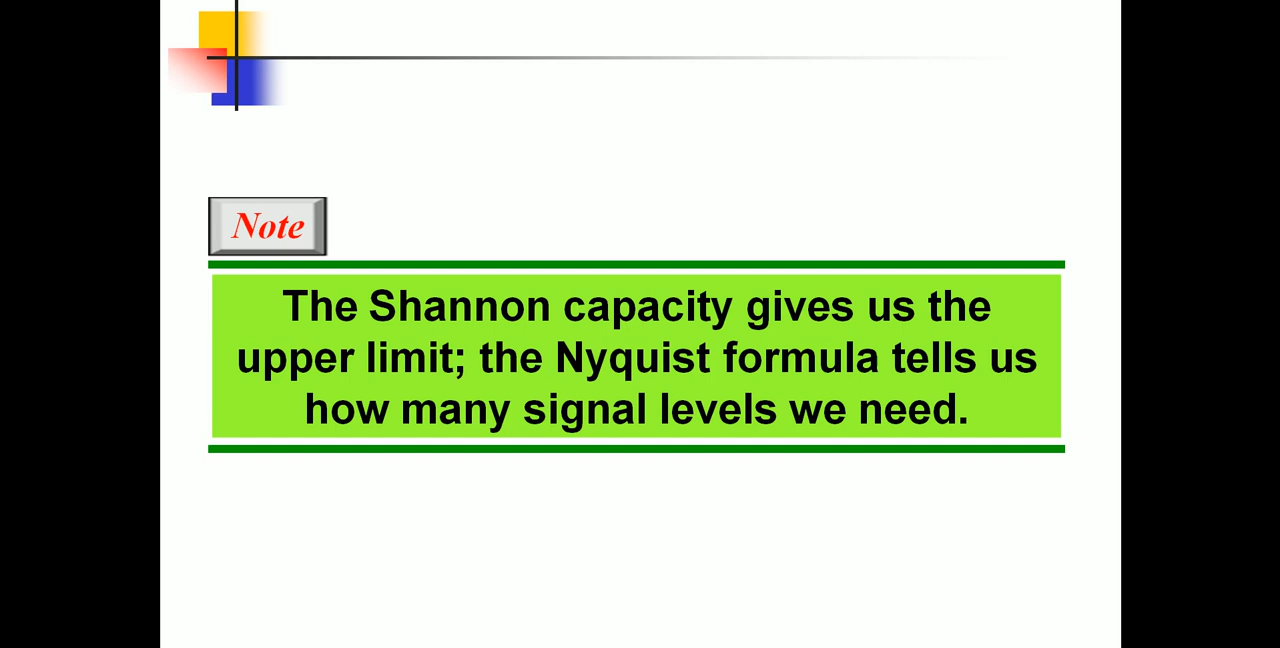 Note
The Shannon capacity gives us the
upper limit; the Nyquist formula tells us
how many signal levels we need.